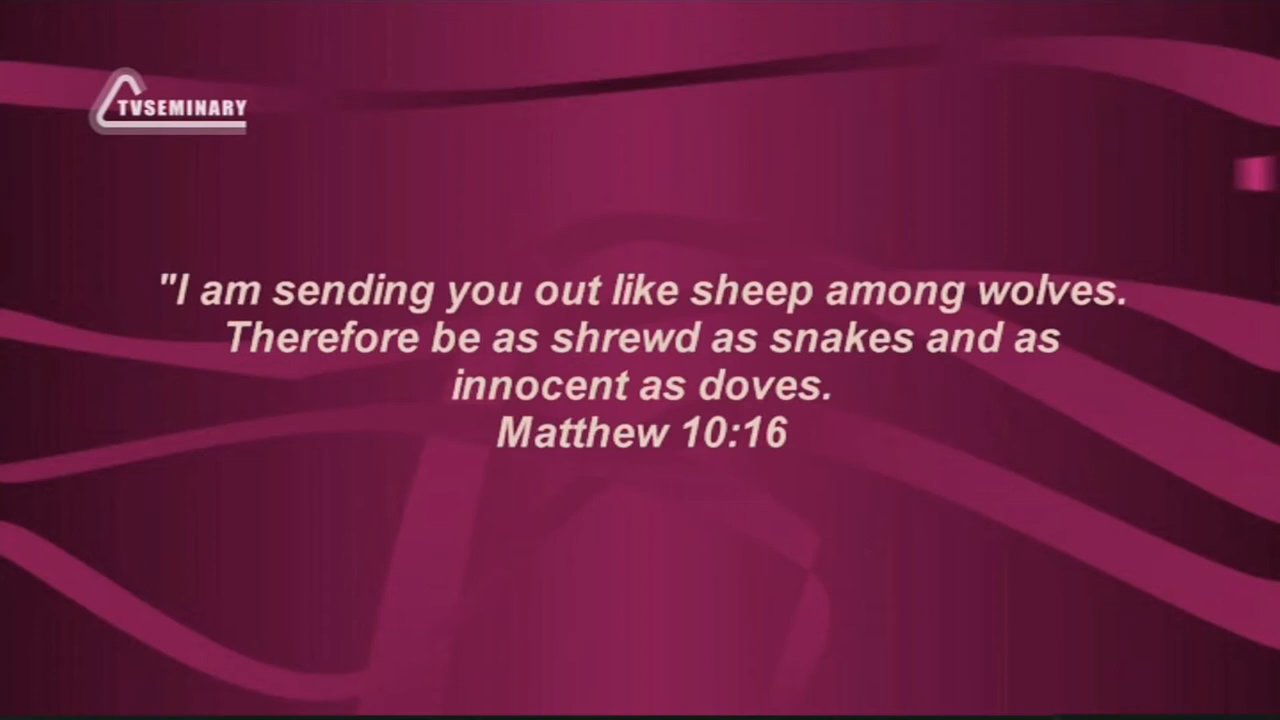 TVSEMINARY
"I am sending you out like sheep among wolves.
Therefore be as shrewd as snakes and as
innocent as doves.
Matthew 10:16